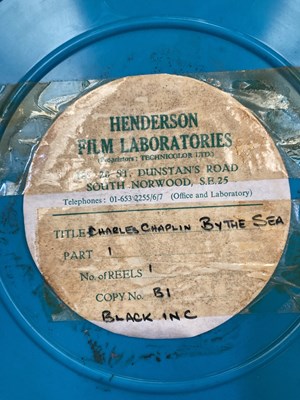 HENDERSON
FILM LABORATORIES
(Proprietors: TECHNICOLOR LTD.)
ST. DUNSTAN'S ROAD
SOUTH NORWOOD, S.E.25
Telephones: 01-653 2255/6/7 (Office and Laboratory)
TITLE CHARLES CHAPLIN BY THE SEA
PART 1
No. of REELS 1
COPY No. B1
BLACK INC